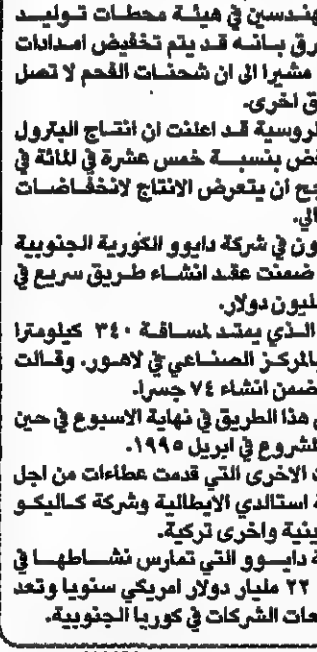 هندسين في هيئة محطات توليد
رق بانه قد يتم تخفيض امدادات
مشيرا الى ان شحنات الفحم لا تصل
ق اخرى.
لروسية قد اعلنت ان انتاج البترول
فض بنسبة خمس عشرة في المائة في
جح أن يتعرض الانتاج لانخفاضات
الي.
ون في شركة دايوو الكورية الجنوبية
ضمنت عقد انشاء طريق سريع في
مليون دولار.
الذي يمتد لمسافة ٣٤٠ كيلومترا
بالمركز الصناعي في لاهور. وقالت
ضمن انشاء ٧٤ جسرا.
هذا الطريق في نهاية الاسبوع في حين
لشروع في ابريل ١٩٩٥.
ت الاخرى التي قدمت عطاءات من اجل
ة استالدي الايطالية وشركة كاليكو
ينية واخرى تركية.
ة دايوو التي تمارس نشاطها في
٢٢ مليار دولار امريكي سنويا وتعد
عات الشركات في كوريا الجنوبية.